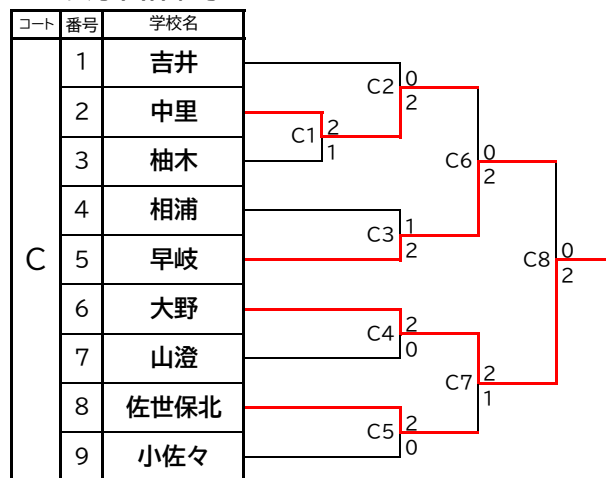 コート 番号 学校名
C
1 吉井
2 中里
3 柚木
4 相浦
5 早岐
6 大野
7 山澄
8 佐世保北
9 小佐々
C2 0
2
C1 2
1
C6 0
2
C3 1
2
C8 0
2
C4 2
0
C7 2
1
C5 2
0